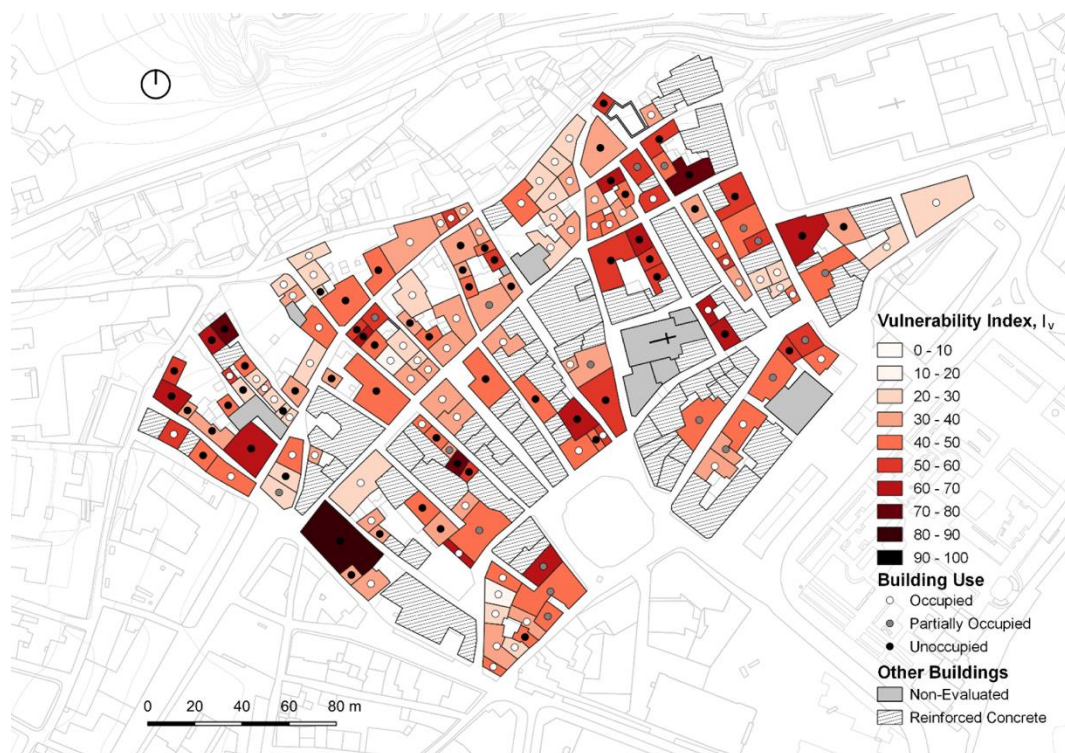 Vulnerability Index, Iv
0 - 10
10 - 20
20 - 30
30 - 40
40 - 50
50 - 60
60 - 70
70 - 80
80 - 90
90 - 100
Building Use
Occupied
Partially Occupied
Unoccupied
Other Buildings
Non-Evaluated
Reinforced Concrete
0 20 40 60 80 m